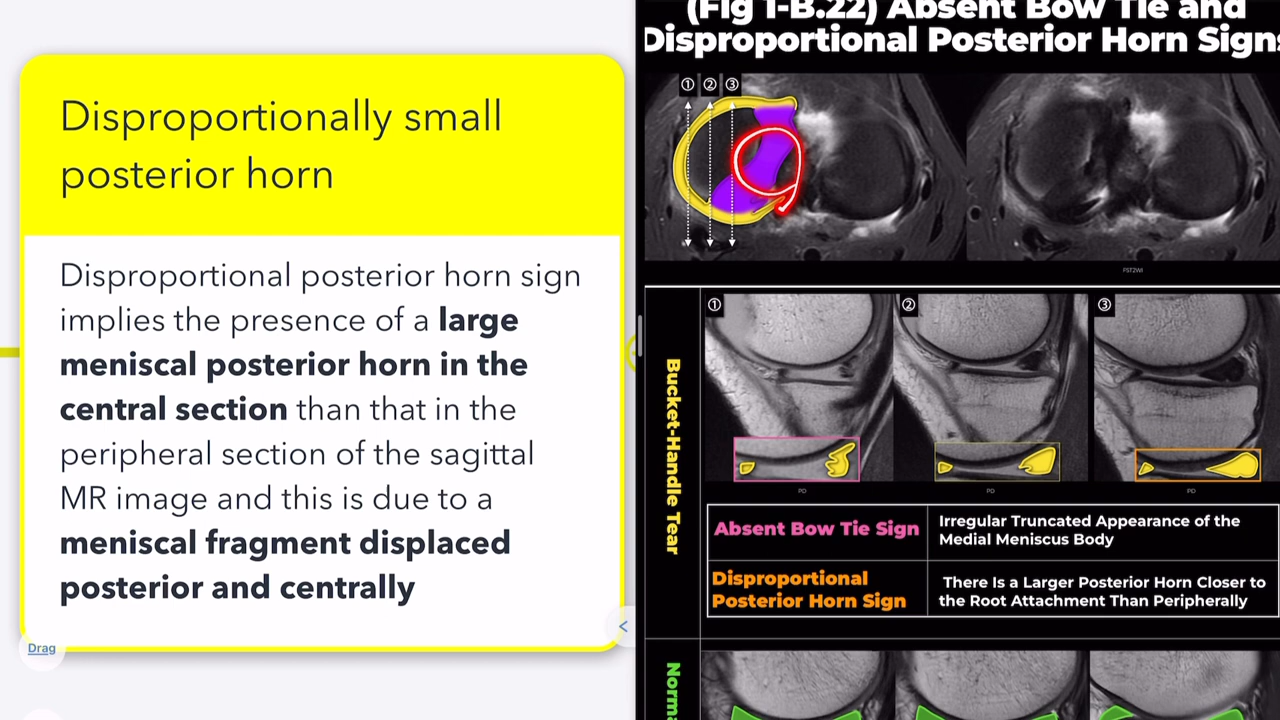 Disproportionally small
posterior horn
Disproportional posterior horn sign
implies the presence of a large
meniscal posterior horn in the
central section than that in the
peripheral section of the sagittal
MR image and this is due to a
meniscal fragment displaced
posterior and centrally
<
Drag
(Fig 1-B.22) Absent Bow Tie and
Disproportional Posterior Horn Signs
① ② ③
FST2WI
① ② ③
Bucket-Handle Tear
PD PD PD
Absent Bow Tie Sign
Irregular Truncated Appearance of the
Medial Meniscus Body
Disproportional
Posterior Horn Sign
There Is a Larger Posterior Horn Closer to
the Root Attachment Than Peripherally